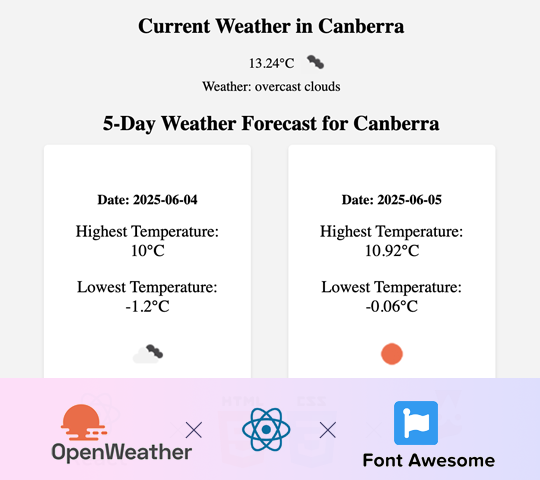 Current Weather in Canberra
13.24°C
Weather: overcast clouds
5-Day Weather Forecast for Canberra
Date: 2025-06-04
Highest Temperature:
10°C
Lowest Temperature:
-1.2°C
Date: 2025-06-05
Highest Temperature:
10.92°C
Lowest Temperature:
-0.06°C
HTML
CSS
OpenWeather
Font Awesome